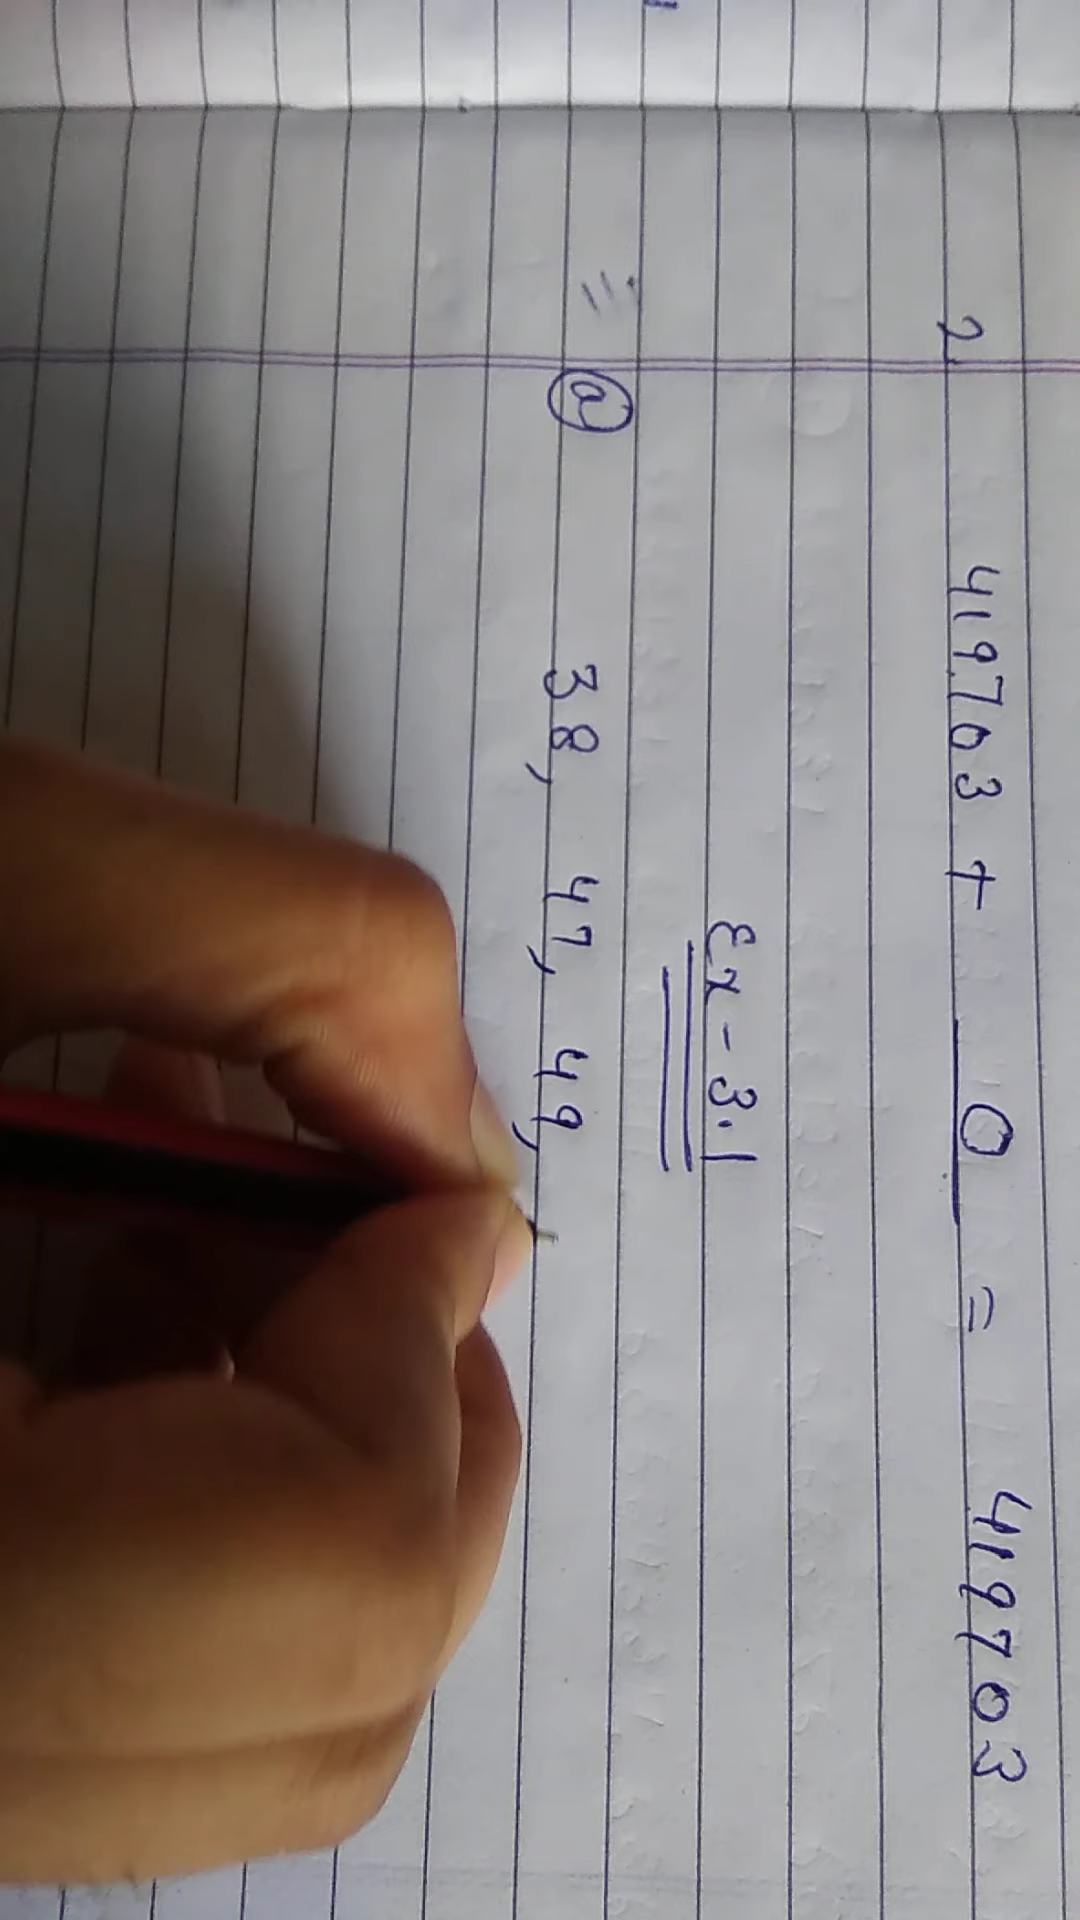 2 419703 + 0 = 419703
Ex - 3.1
(a) 38, 47, 49,